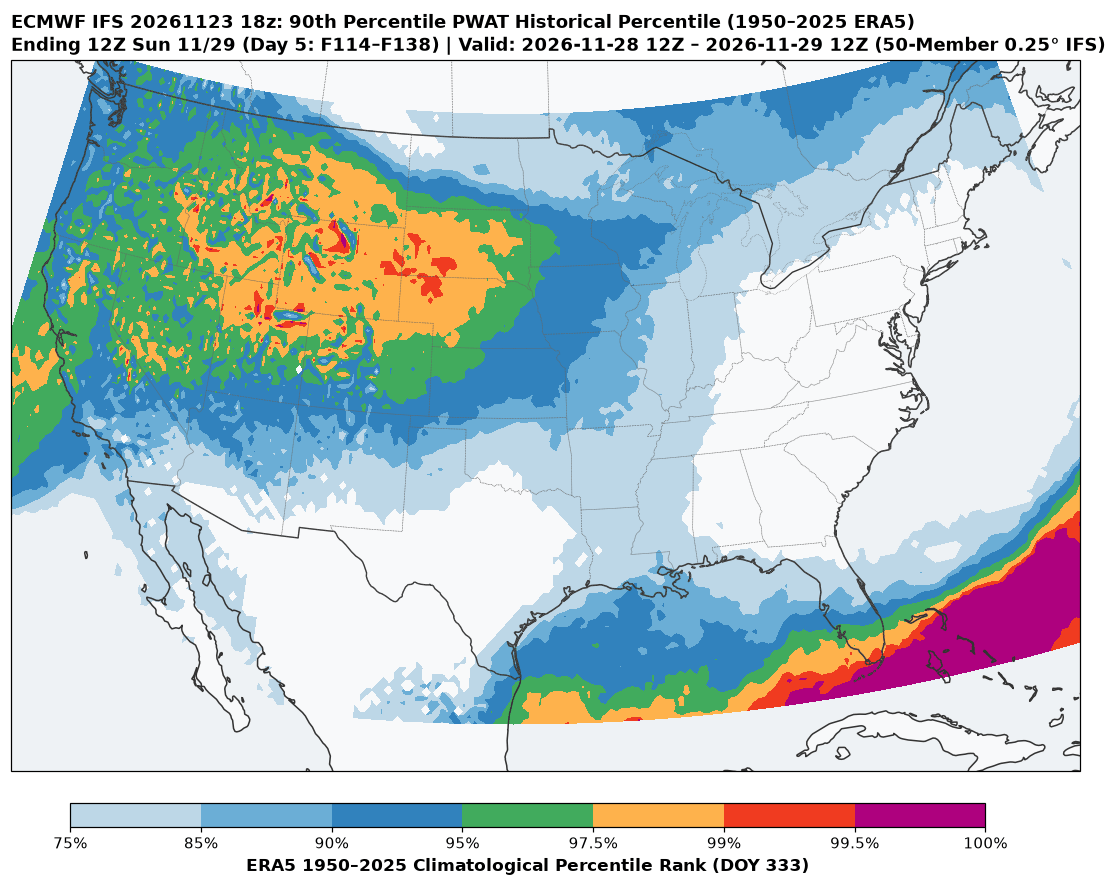 ECMWF IFS 20261123 18z: 90th Percentile PWAT Historical Percentile (1950–2025 ERA5)
Ending 12Z Sun 11/29 (Day 5: F114–F138) | Valid: 2026-11-28 12Z – 2026-11-29 12Z (50-Member 0.25° IFS)
75% 85% 90% 95% 97.5% 99% 99.5% 100%
ERA5 1950–2025 Climatological Percentile Rank (DOY 333)